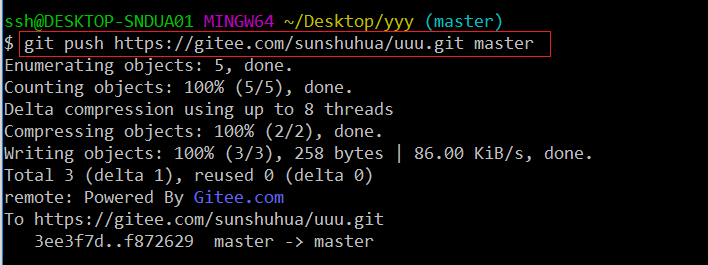 ssh@DESKTOP-SNDUA01 MINGW64 ~/Desktop/yyy (master)
$ git push https://gitee.com/sunshuhua/uuu.git master
Enumerating objects: 5, done.
Counting objects: 100% (5/5), done.
Delta compression using up to 8 threads
Compressing objects: 100% (2/2), done.
Writing objects: 100% (3/3), 258 bytes | 86.00 KiB/s, done.
Total 3 (delta 1), reused 0 (delta 0)
remote: Powered By Gitee.com
To https://gitee.com/sunshuhua/uuu.git
   3ee3f7d..f872629  master -> master